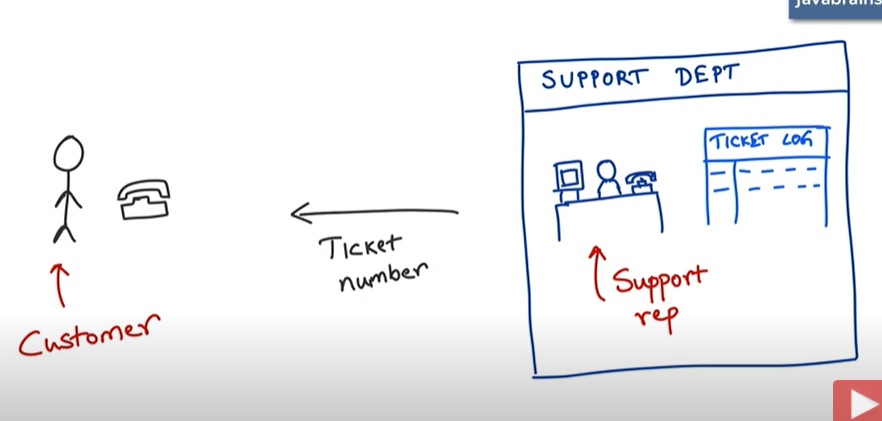 javabrains
SUPPORT DEPT
TICKET LOG
Ticket
number
Support
rep
Customer